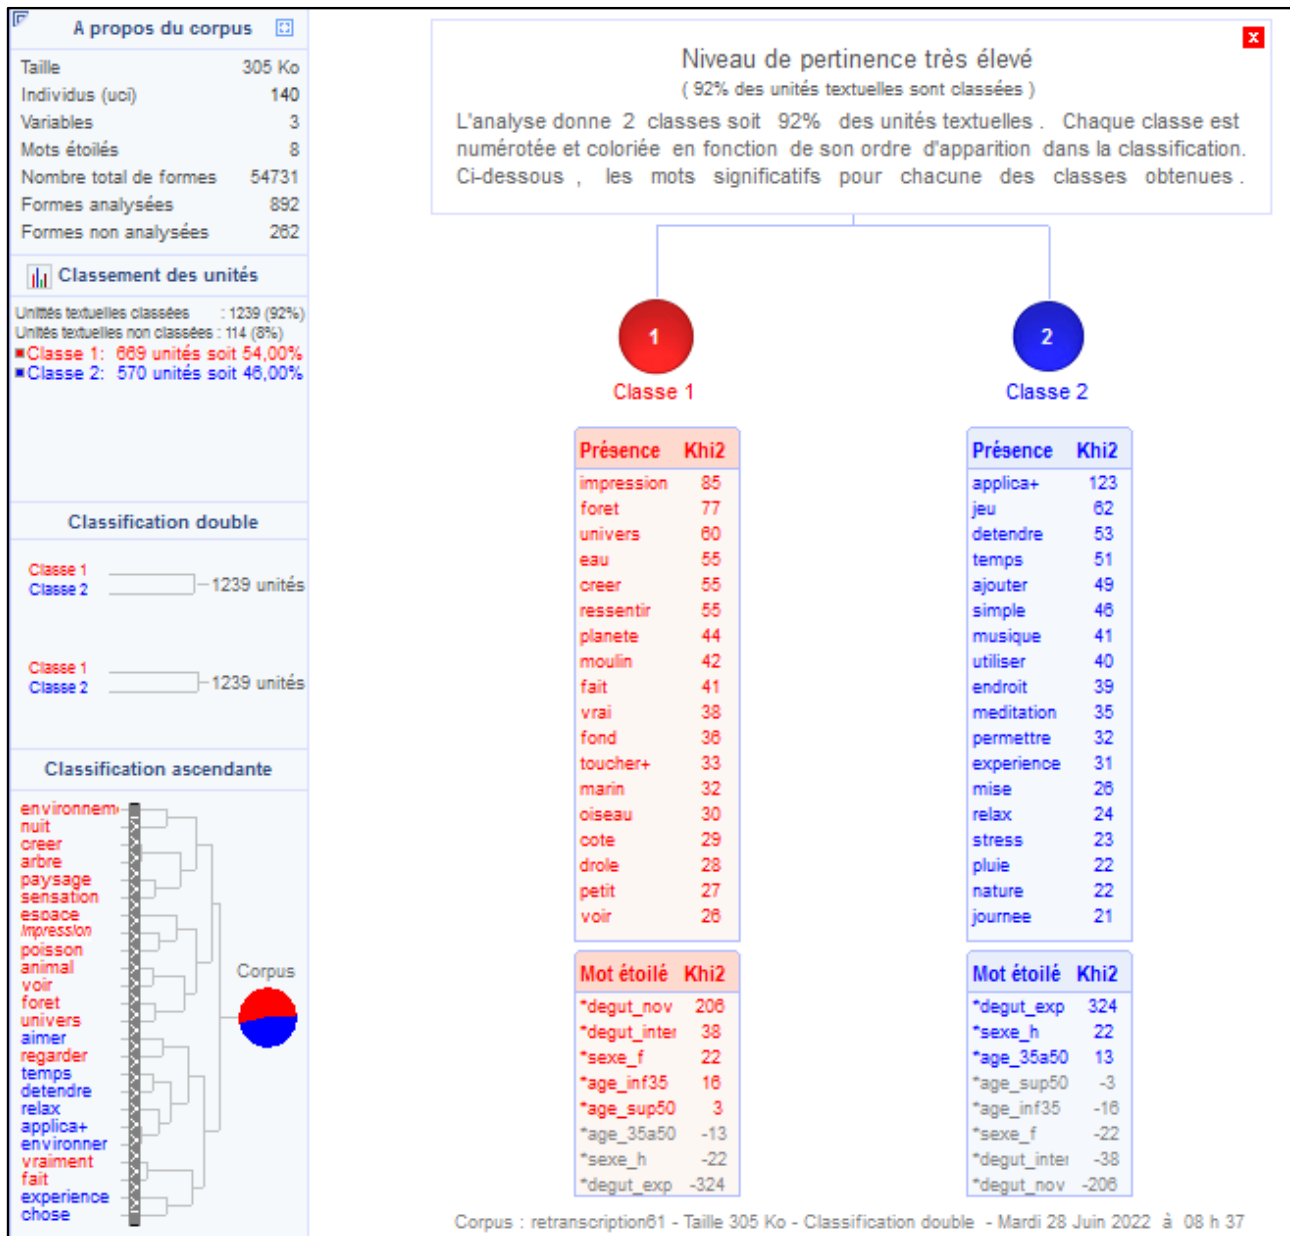 A propos du corpus
Taille 305 Ko
Individus (uci) 140
Variables 3
Mots étoilés 8
Nombre total de formes 54731
Formes analysées 892
Formes non analysées 262
Classement des unités
Unités textuelles classées : 1239 (92%)
Unités textuelles non classées : 114 (8%)
Classe 1: 669 unités soit 54,00%
Classe 2: 570 unités soit 46,00%
Classification double
Classe 1
Classe 2
1239 unités
Classe 1
Classe 2
1239 unités
Classification ascendante
environnem
nuit
creer
arbre
paysage
sensation
espace
impression
poisson
animal
voir
foret
univers
aimer
regarder
temps
detendre
relax
applica+
environner
vraiment
fait
experience
chose
Corpus
x
Niveau de pertinence très élevé
( 92% des unités textuelles sont classées )
L'analyse donne 2 classes soit 92% des unités textuelles . Chaque classe est
numérotée et coloriée en fonction de son ordre d'apparition dans la classification.
Ci-dessous , les mots significatifs pour chacune des classes obtenues .
1
Classe 1
Présence Khi2
impression 85
foret 77
univers 60
eau 55
creer 55
ressentir 55
planete 44
moulin 42
fait 41
vrai 38
fond 36
toucher+ 33
marin 32
oiseau 30
cote 29
drole 28
petit 27
voir 26
Mot étoilé Khi2
*degut_nov 206
*degut_inter 38
*sexe_f 22
*age_inf35 16
*age_sup50 3
*age_35a50 -13
*sexe_h -22
*degut_exp -324
2
Classe 2
Présence Khi2
applica+ 123
jeu 62
detendre 53
temps 51
ajouter 49
simple 46
musique 41
utiliser 40
endroit 39
meditation 35
permettre 32
experience 31
mise 26
relax 24
stress 23
pluie 22
nature 22
journee 21
Mot étoilé Khi2
*degut_exp 324
*sexe_h 22
*age_35a50 13
*age_sup50 -3
*age_inf35 -16
*sexe_f -22
*degut_inter -38
*degut_nov -206
Corpus : retranscription61 - Taille 305 Ko - Classification double - Mardi 28 Juin 2022 à 08 h 37